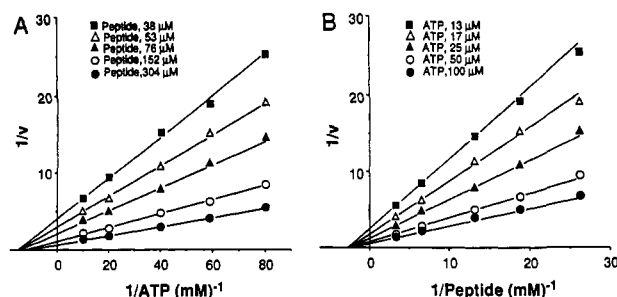 A
Peptide, 38 µM
Peptide, 53 µM
Peptide, 76 µM
Peptide,152 µM
Peptide,304 µM
30
20
10
1/v
0 20 40 60 80 100
1/ATP (mM)-1
B
ATP, 13 µM
ATP, 17 µM
ATP, 25 µM
ATP, 50 µM
ATP,100 µM
30
20
10
1/v
0 10 20 30
1/Peptide (mM)-1